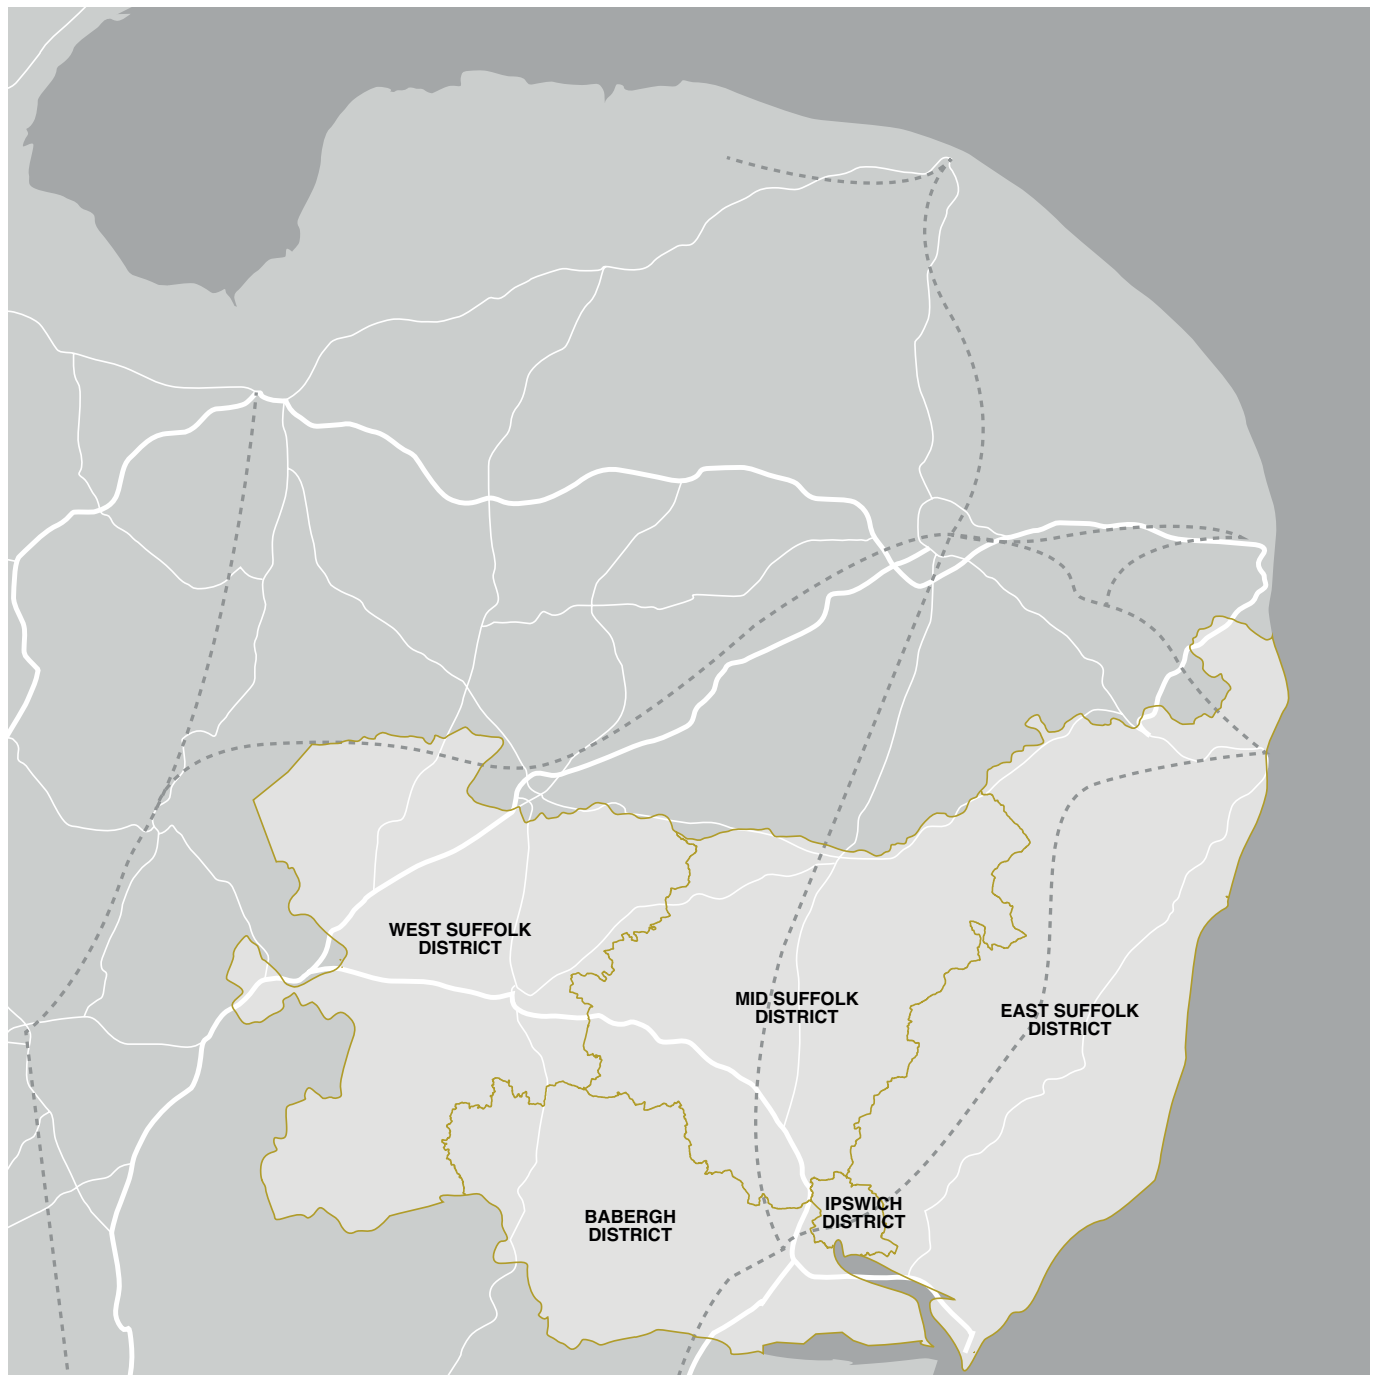 WEST SUFFOLK
DISTRICT
MID SUFFOLK
DISTRICT
EAST SUFFOLK
DISTRICT
IPSWICH
DISTRICT
BABERGH
DISTRICT